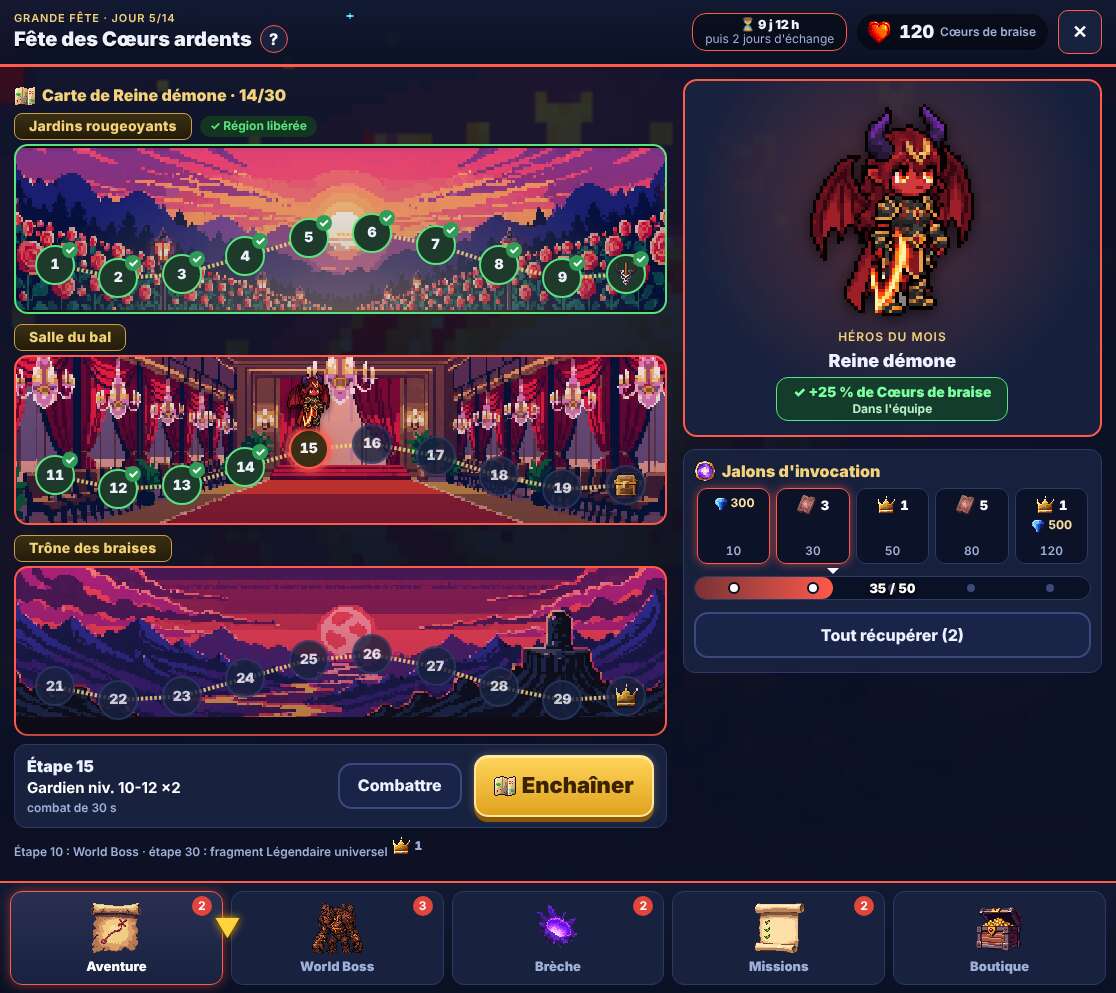 GRANDE FÊTE · JOUR 5/14
Fête des Cœurs ardents ?
9 j 12 h
puis 2 jours d'échange
120 Cœurs de braise
✕
Carte de Reine démone · 14/30
Jardins rougeoyants
✓ Région libérée
1 2 3 4 5 6 7 8 9
Salle du bal
11 12 13 14 15 16 17 18 19
Trône des braises
21 22 23 24 25 26 27 28 29
Étape 15
Gardien niv. 10-12 ×2
combat de 30 s
Combattre
Enchaîner
Étape 10 : World Boss · étape 30 : fragment Légendaire universel 1
HÉROS DU MOIS
Reine démone
✓ +25 % de Cœurs de braise
Dans l'équipe
Jalons d'invocation
300 3 1 5 1
500
10 30 50 80 120
35 / 50
Tout récupérer (2)
2 3 2 2
Aventure World Boss Brèche Missions Boutique